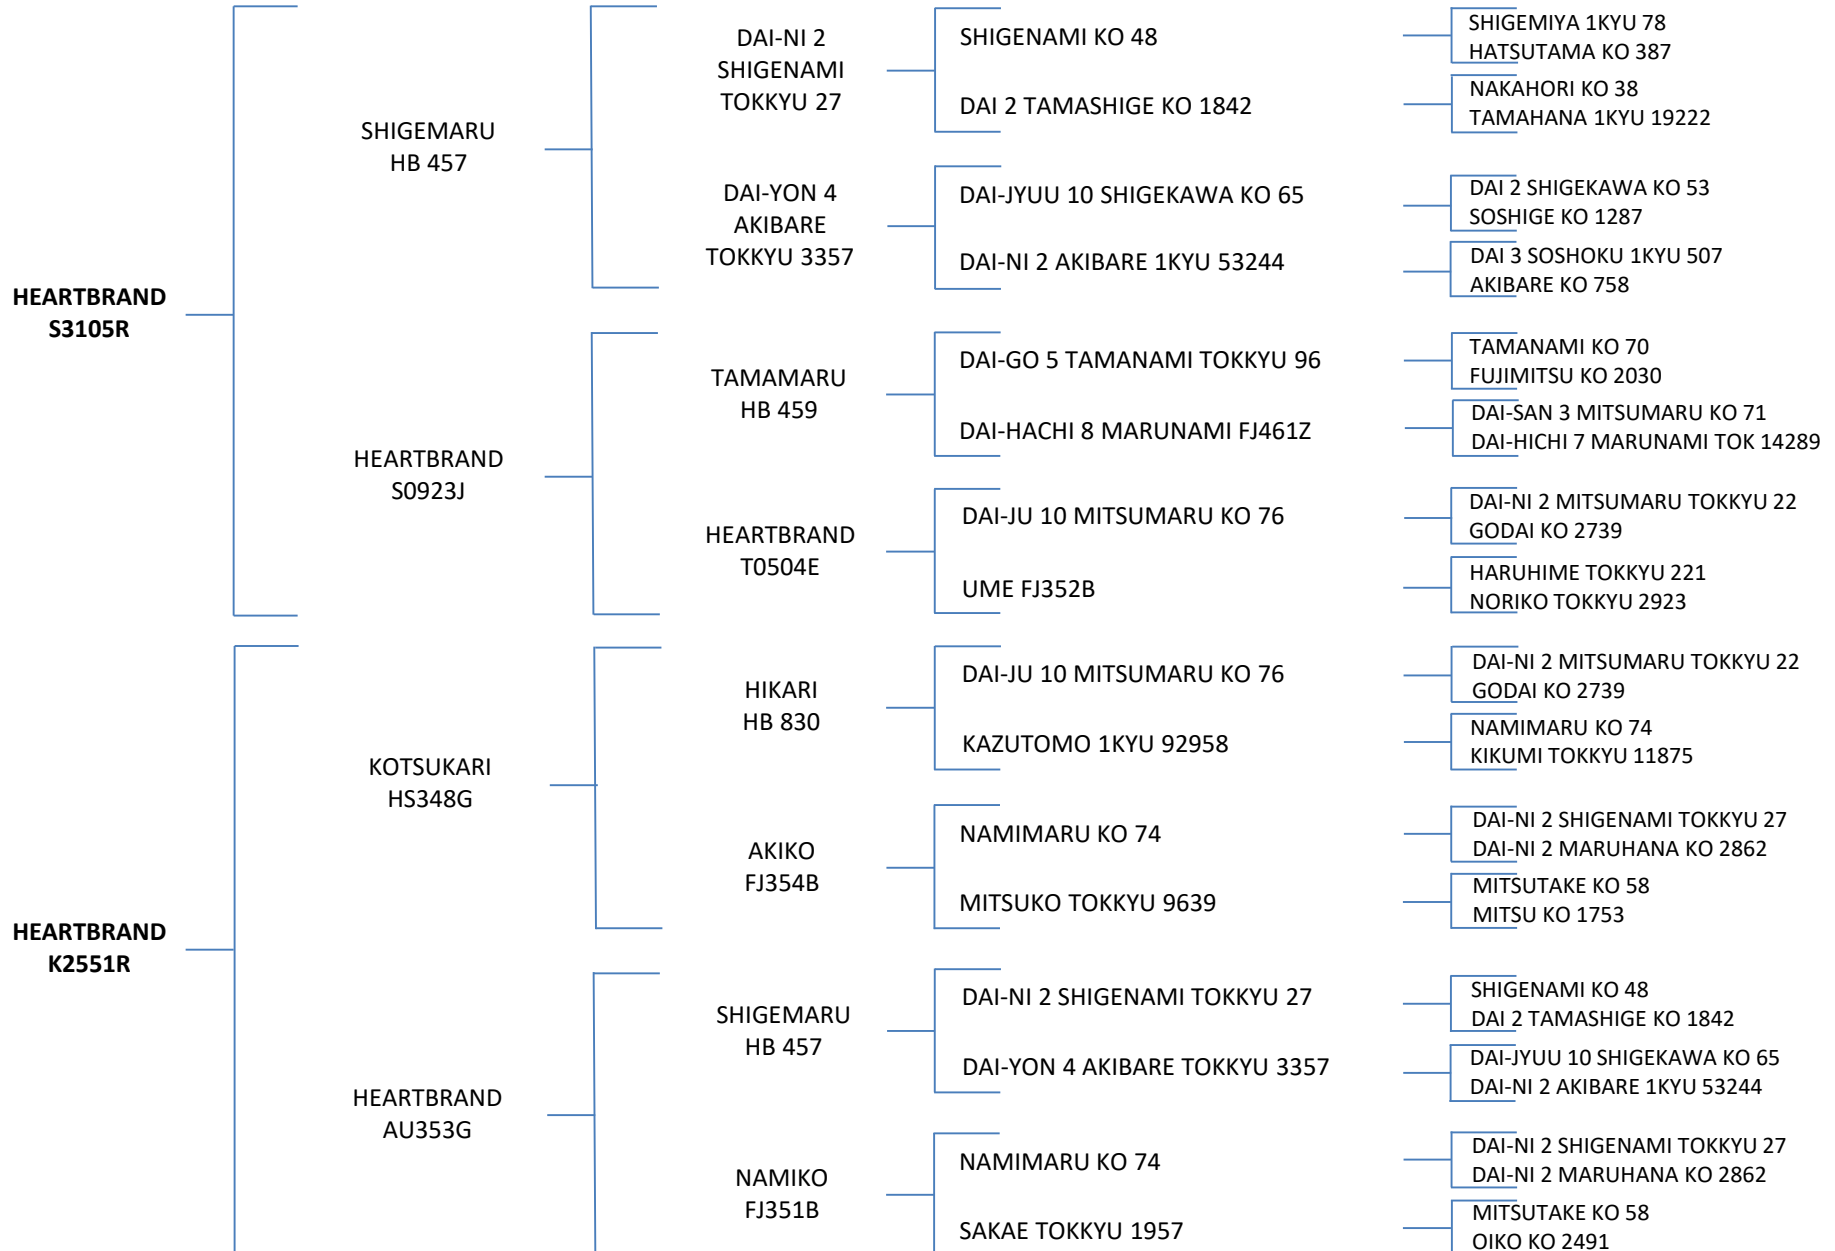 HEARTBRAND
S3105R
SHIGEMARU
HB 457
DAI-NI 2
SHIGENAMI
TOKKYU 27
SHIGENAMI KO 48
SHIGEMIYA 1KYU 78
HATSUTAMA KO 387
DAI 2 TAMASHIGE KO 1842
NAKAHORI KO 38
TAMAHANA 1KYU 19222
DAI-YON 4
AKIBARE
TOKKYU 3357
DAI-JYUU 10 SHIGEKAWA KO 65
DAI 2 SHIGEKAWA KO 53
SOSHIGE KO 1287
DAI-NI 2 AKIBARE 1KYU 53244
DAI 3 SOSHOKU 1KYU 507
AKIBARE KO 758
HEARTBRAND
S0923J
TAMAMARU
HB 459
DAI-GO 5 TAMANAMI TOKKYU 96
TAMANAMI KO 70
FUJIMITSU KO 2030
DAI-HACHI 8 MARUNAMI FJ461Z
DAI-SAN 3 MITSUMARU KO 71
DAI-HICHI 7 MARUNAMI TOK 14289
HEARTBRAND
T0504E
DAI-JU 10 MITSUMARU KO 76
DAI-NI 2 MITSUMARU TOKKYU 22
GODAI KO 2739
UME FJ352B
HARUHIME TOKKYU 221
NORIKO TOKKYU 2923
HEARTBRAND
K2551R
KOTSUKARI
HS348G
HIKARI
HB 830
DAI-JU 10 MITSUMARU KO 76
DAI-NI 2 MITSUMARU TOKKYU 22
GODAI KO 2739
KAZUTOMO 1KYU 92958
NAMIMARU KO 74
KIKUMI TOKKYU 11875
AKIKO
FJ354B
NAMIMARU KO 74
DAI-NI 2 SHIGENAMI TOKKYU 27
DAI-NI 2 MARUHANA KO 2862
MITSUKO TOKKYU 9639
MITSUTAKE KO 58
MITSU KO 1753
HEARTBRAND
AU353G
SHIGEMARU
HB 457
DAI-NI 2 SHIGENAMI TOKKYU 27
SHIGENAMI KO 48
DAI 2 TAMASHIGE KO 1842
DAI-YON 4 AKIBARE TOKKYU 3357
DAI-JYUU 10 SHIGEKAWA KO 65
DAI-NI 2 AKIBARE 1KYU 53244
NAMIKO
FJ351B
NAMIMARU KO 74
DAI-NI 2 SHIGENAMI TOKKYU 27
DAI-NI 2 MARUHANA KO 2862
SAKAE TOKKYU 1957
MITSUTAKE KO 58
OIKO KO 2491